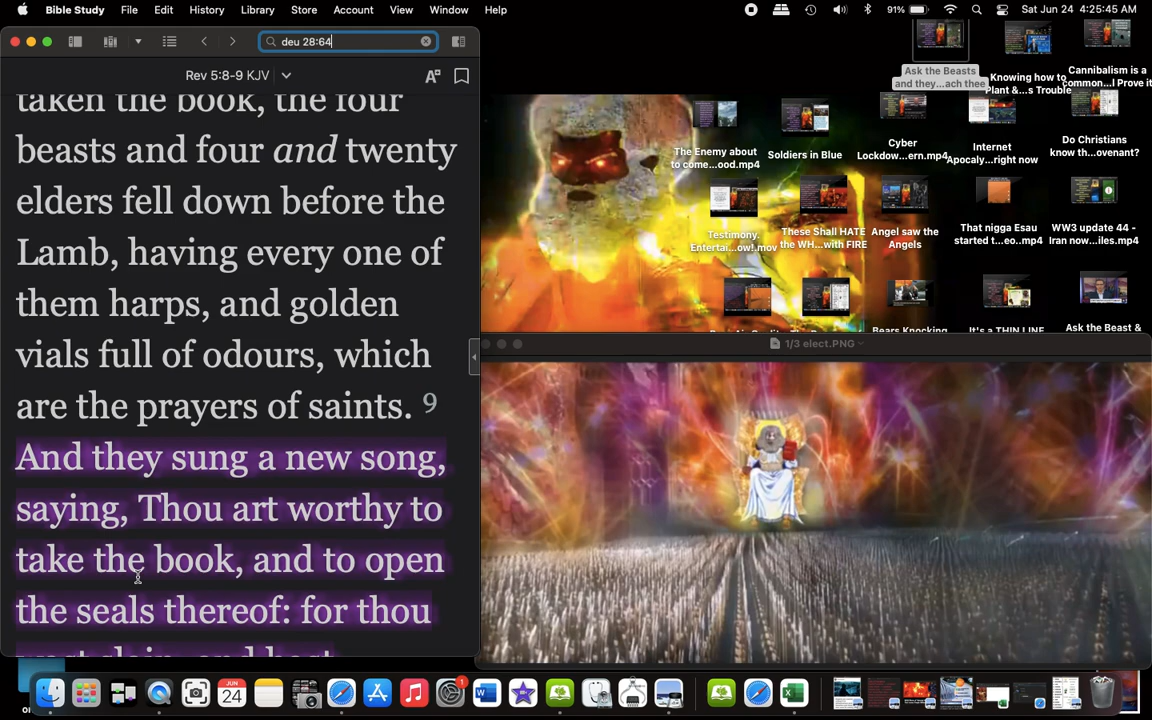 Bible Study File Edit History Library Store Account View Window Help 91% Sat Jun 24 4:25:45 AM
deu 28:64
Rev 5:8-9 KJV
taken the book, the four
beasts and four and twenty
elders fell down before the
Lamb, having every one of
them harps, and golden
vials full of odours, which
are the prayers of saints. 9
And they sung a new song,
saying, Thou art worthy to
take the book, and to open
the seals thereof: for thou
Ask the Beasts
and they...ach thee
Knowing how to
Plant &...s Trouble
Cannibalism is a
common...I Prove it
The Enemy about
to come...ood.mp4
Soldiers in Blue
Cyber
Lockdow...ern.mp4
Internet
Apocaly...right now
Do Christians
know th...ovenant?
Testimony.
Entertai...ow!.mov
These Shall HATE
the WH...with FIRE
Angel saw the
Angels
That nigga Esau
started t...eo...mp4
WW3 update 44 -
Iran now...iles.mp4
Bears Knocking
It's a THIN LINE
Ask the Beast &
1/3 elect.PNG
JUN
24
1